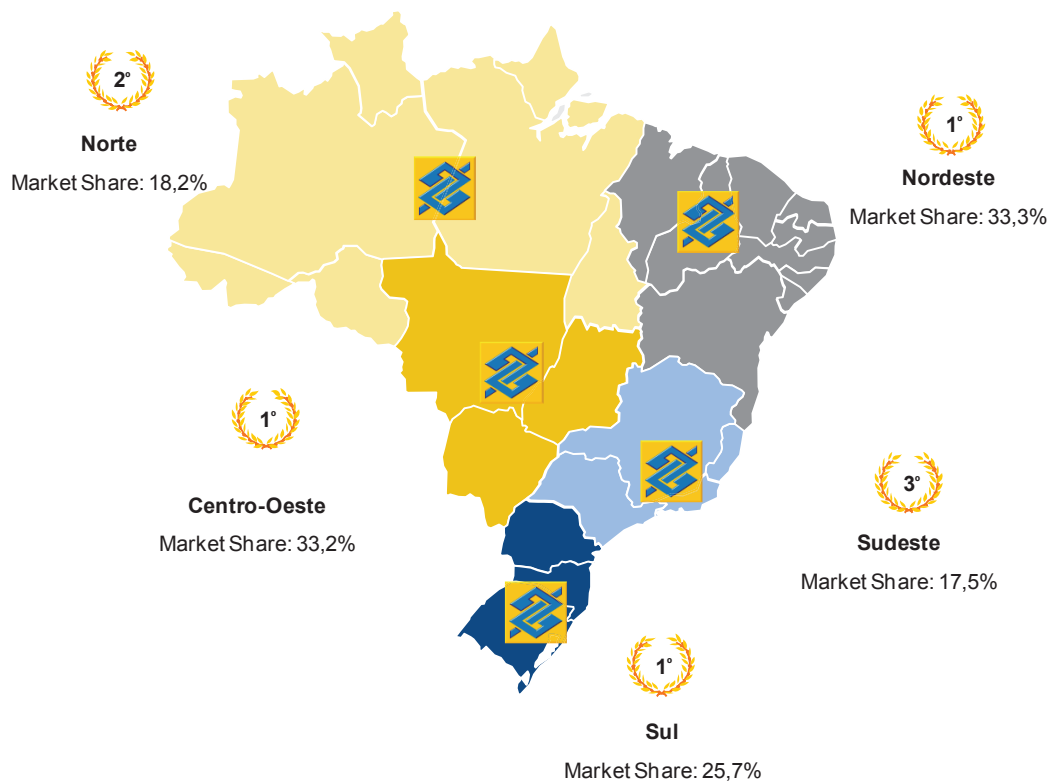 2°
Norte
Market Share: 18,2%
1°
Nordeste
Market Share: 33,3%
1°
Centro-Oeste
Market Share: 33,2%
3°
Sudeste
Market Share: 17,5%
1°
Sul
Market Share: 25,7%